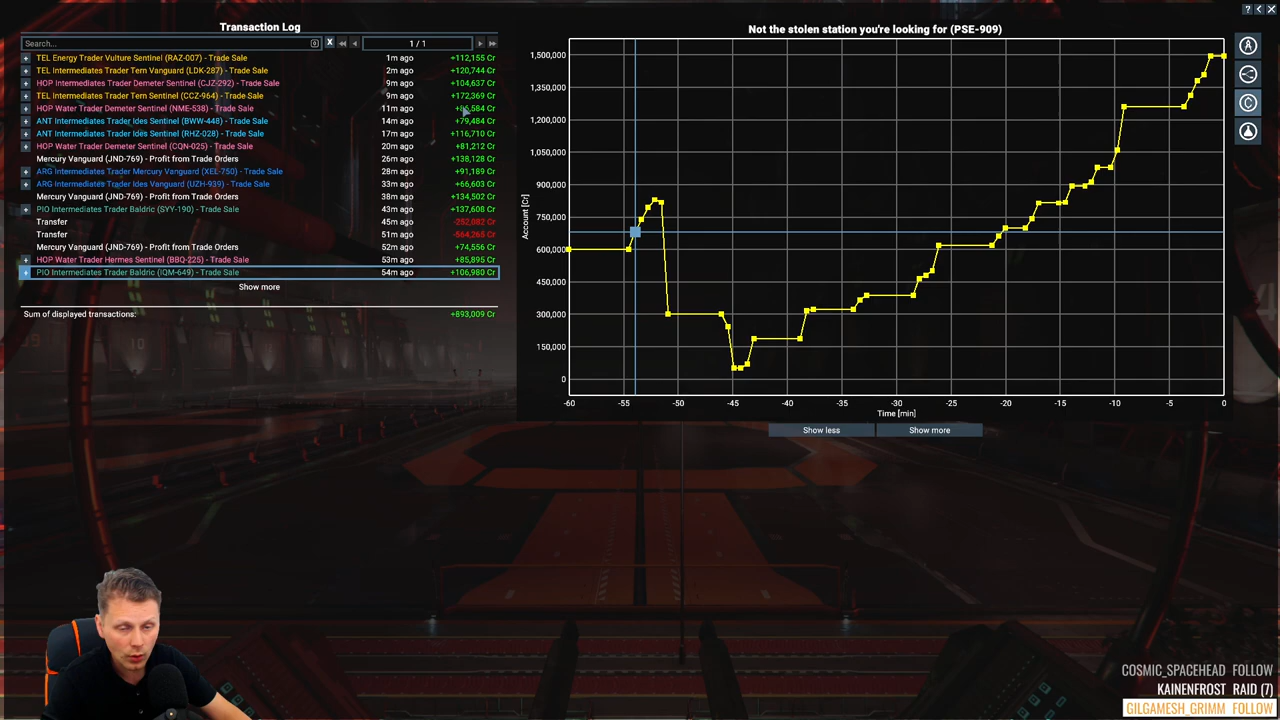 Transaction Log
Search...
X
1 / 1
+ TEL Energy Trader Vulture Sentinel (RAZ-007) - Trade Sale 1m ago +112,155 Cr
+ TEL Intermediates Trader Tern Vanguard (LDK-287) - Trade Sale 2m ago +120,744 Cr
+ HOP Intermediates Trader Demeter Sentinel (CJZ-292) - Trade Sale 9m ago +104,637 Cr
+ TEL Intermediates Trader Tern Sentinel (CCZ-964) - Trade Sale 9m ago +172,369 Cr
+ HOP Water Trader Demeter Sentinel (NME-538) - Trade Sale 11m ago
+ ANT Intermediates Trader Ides Sentinel (BWW-448) - Trade Sale 14m ago +79,484 Cr
+ ANT Intermediates Trader Ides Sentinel (RHZ-028) - Trade Sale 17m ago +116,710 Cr
+ HOP Water Trader Demeter Sentinel (CQN-025) - Trade Sale 20m ago +81,212 Cr
Mercury Vanguard (JND-769) - Profit from Trade Orders 26m ago +138,128 Cr
+ ARG Intermediates Trader Mercury Vanguard (XEL-750) - Trade Sale 28m ago +91,189 Cr
+ ARG Intermediates Trader Ides Vanguard (UZH-939) - Trade Sale 33m ago +66,603 Cr
Mercury Vanguard (JND-769) - Profit from Trade Orders 38m ago +134,502 Cr
+ PIO Intermediates Trader Baldric (SYY-190) - Trade Sale 43m ago +137,608 Cr
Transfer 45m ago -252,082 Cr
Transfer 51m ago -564,265 Cr
Mercury Vanguard (JND-769) - Profit from Trade Orders 52m ago +74,556 Cr
+ HOP Water Trader Hermes Sentinel (BBQ-225) - Trade Sale 53m ago +85,895 Cr
+ PIO Intermediates Trader Baldric (IQM-649) - Trade Sale 54m ago +106,980 Cr
Show more
Sum of displayed transactions: +893,009 Cr
Not the stolen station you're looking for (PSE-909)
1,500,000
1,350,000
1,200,000
1,050,000
900,000
750,000
600,000
450,000
300,000
150,000
0
Account [Cr]
-60 -55 -50 -45 -40 -35 -30 -25 -20 -15 -10 -5 0
Time [min]
Show less Show more
COSMIC_SPACEHEAD FOLLOW
KAINENFROST RAID (7)
GILGAMESH_GRIMM FOLLOW